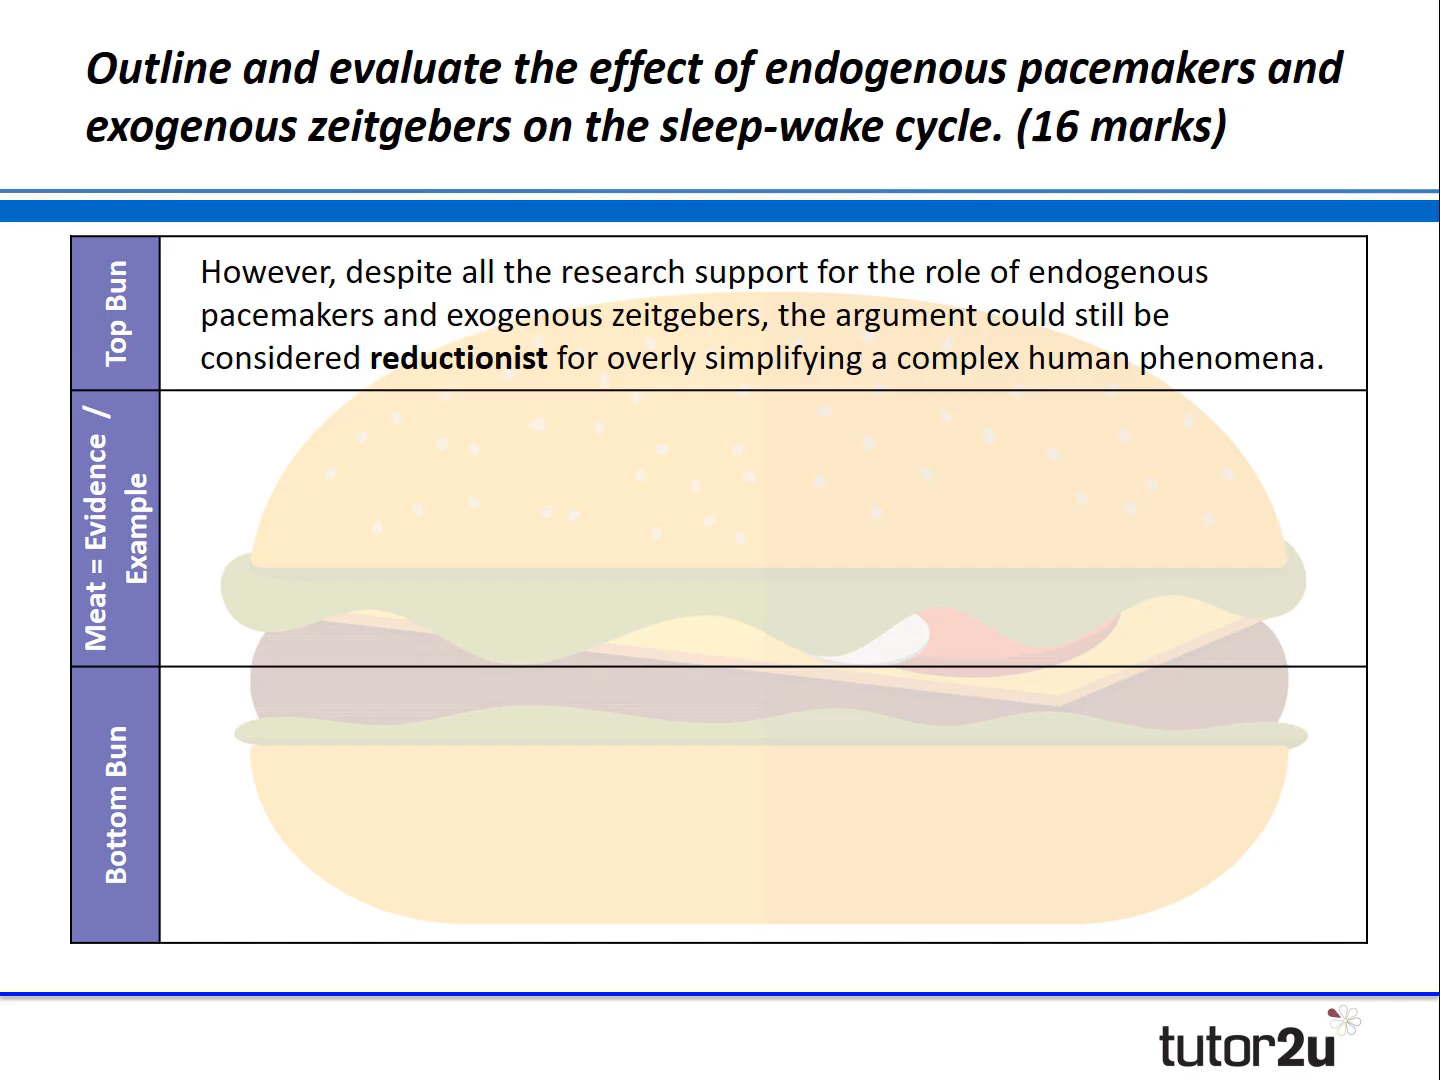 Outline and evaluate the effect of endogenous pacemakers and
exogenous zeitgebers on the sleep-wake cycle. (16 marks)
Top Bun
However, despite all the research support for the role of endogenous
pacemakers and exogenous zeitgebers, the argument could still be
considered reductionist for overly simplifying a complex human phenomena.
Meat = Evidence /
Example
Bottom Bun
tutor2u